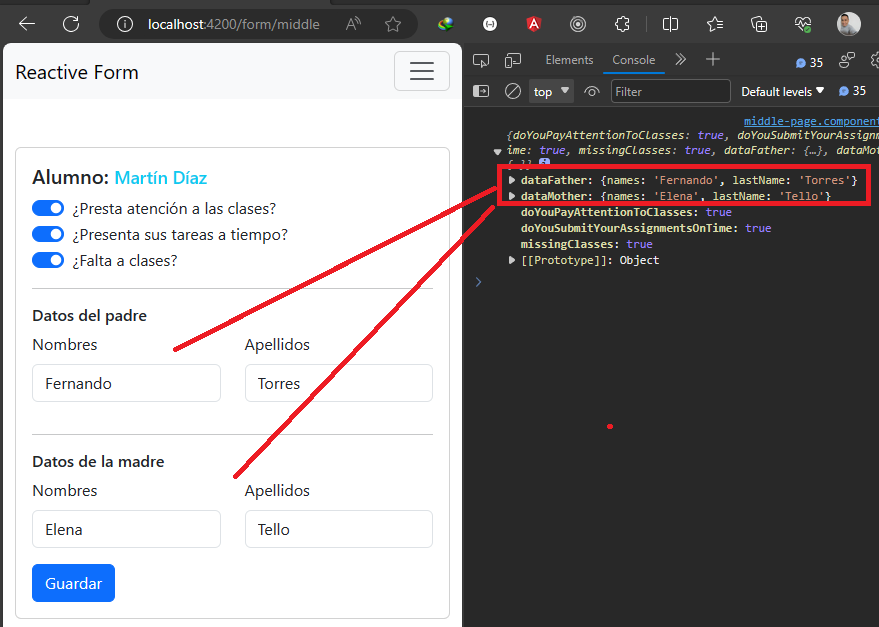 localhost:4200/form/middle
Reactive Form
Alumno: Martín Díaz
¿Presta atención a las clases?
¿Presenta sus tareas a tiempo?
¿Falta a clases?
Datos del padre
Nombres Apellidos
Fernando Torres
Datos de la madre
Nombres Apellidos
Elena Tello
Guardar
Elements Console 35
top Filter Default levels 35
middle-page.component
{doYouPayAttentionToClasses: true, doYouSubmitYourAssignm
ime: true, missingClasses: true, dataFather: {…}, dataMot
{…}}
dataFather: {names: 'Fernando', lastName: 'Torres'}
dataMother: {names: 'Elena', lastName: 'Tello'}
doYouPayAttentionToClasses: true
doYouSubmitYourAssignmentsOnTime: true
missingClasses: true
[[Prototype]]: Object